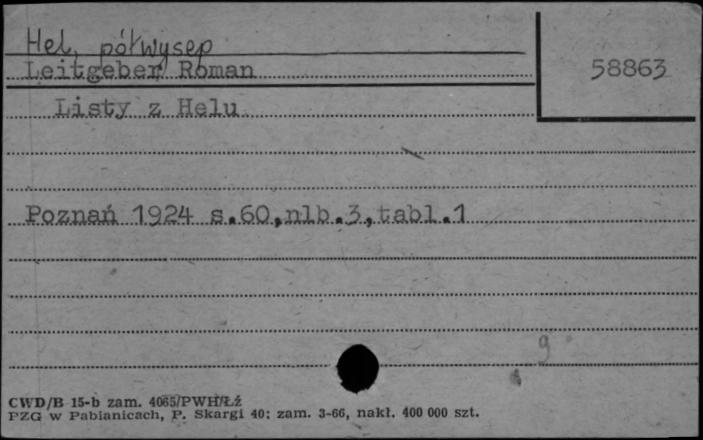 Hel, półwysep
Leitgeber Roman
58863
Listy z Helu
Poznań 1924 s.60,nlb.3,tabl.1
9
CWD/B 15-b zam. 4065/PWH/Łź
PZG w Pabianicach, P. Skargi 40; zam. 3-66, nakł. 400 000 szt.